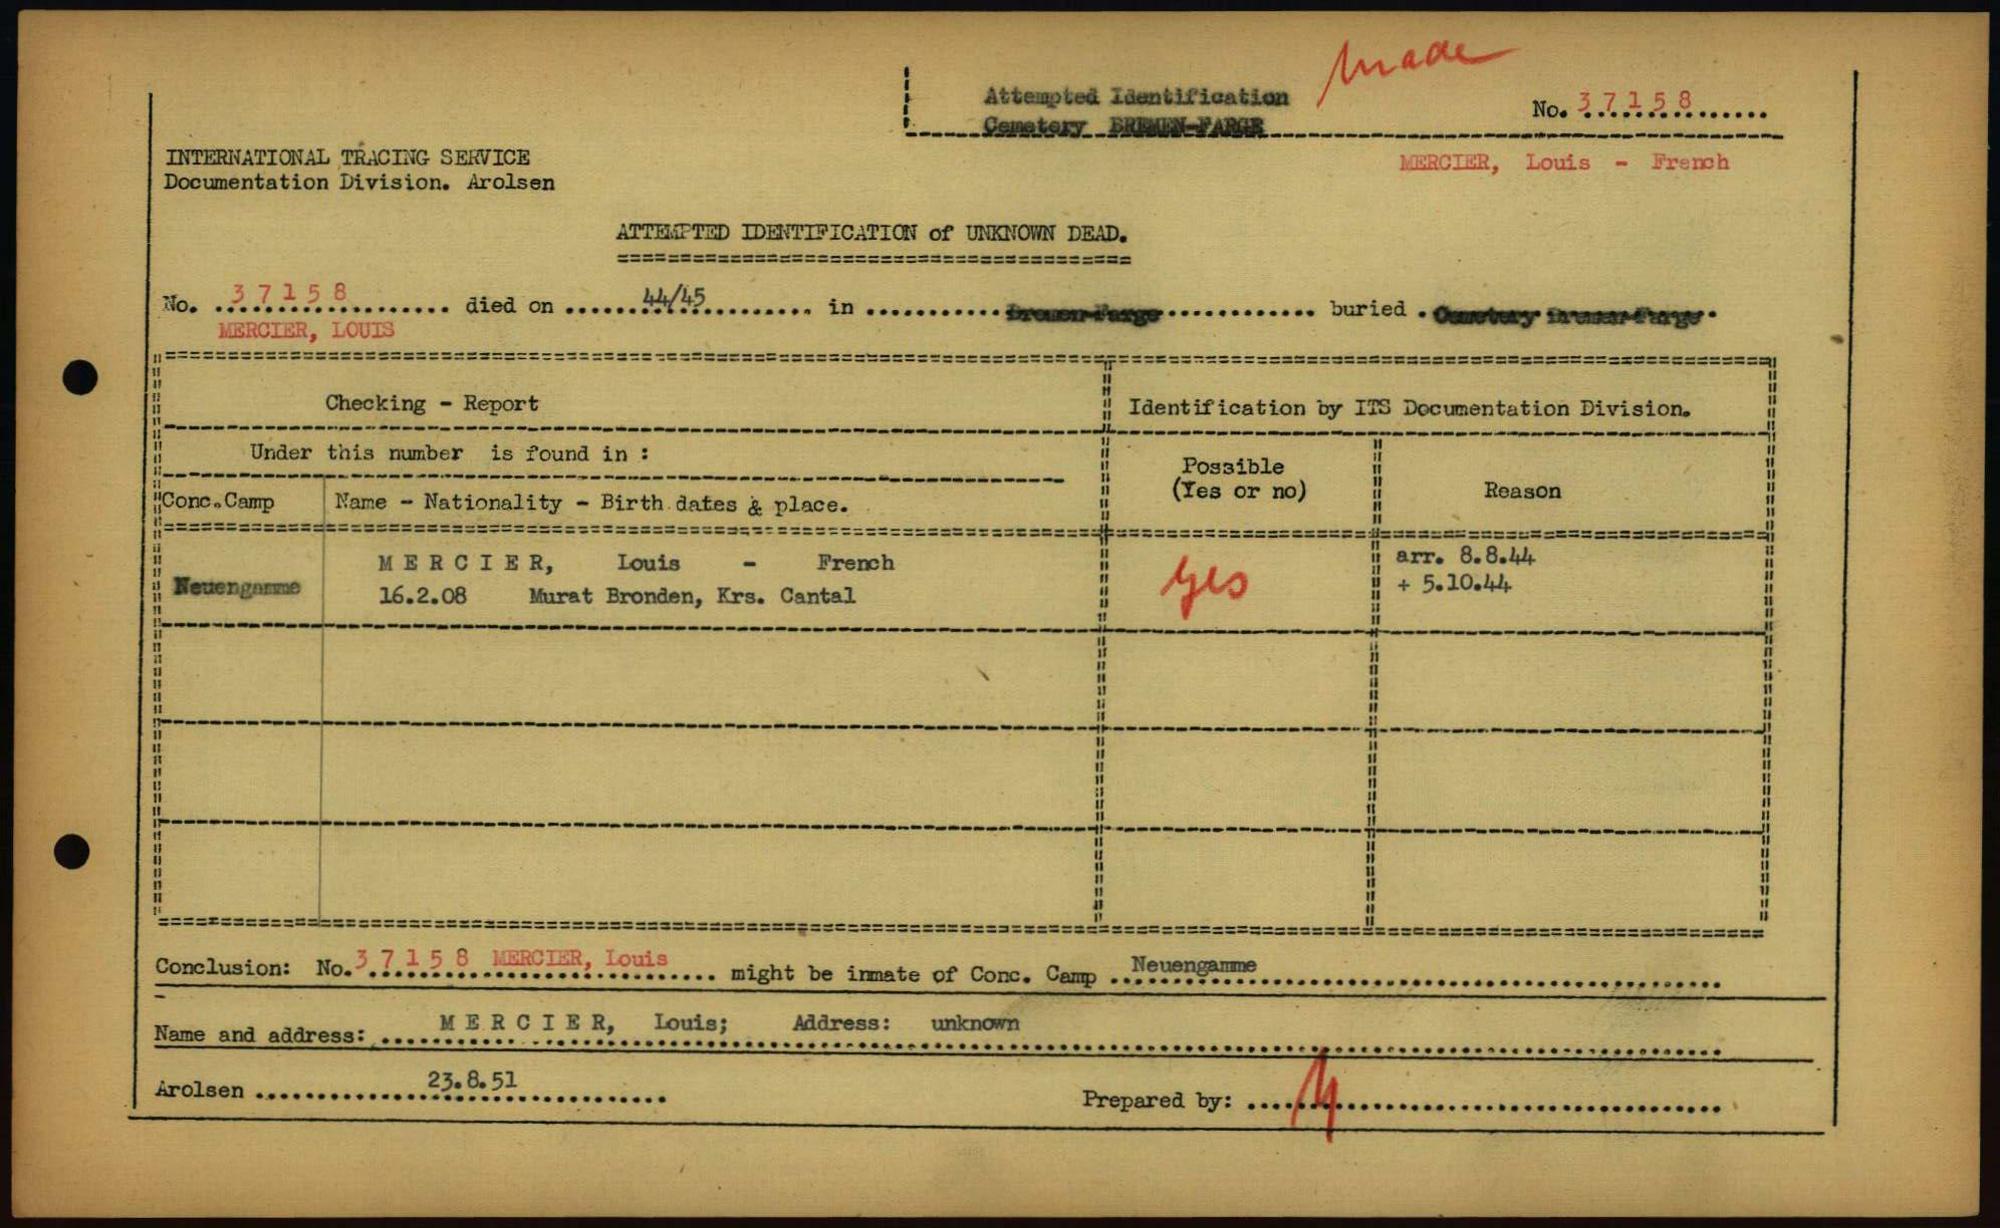 made
Attempted Identification
Cemetery BREMEN-FARGE
No. 37158
INTERNATIONAL TRACING SERVICE
MERCIER, Louis - French
Documentation Division. Arolsen
ATTEMPTED IDENTIFICATION of UNKNOWN DEAD.
No. 37158 died on 44/45 in Bremen-Farge buried Cemetery Bremen-Farge.
MERCIER, LOUIS
Checking - Report
Identification by ITS Documentation Division.
Under this number is found in :
Possible
(Yes or no)
Reason
Conc.Camp
Name - Nationality - Birth dates & place.
Neuengamme
MERCIER, Louis - French
16.2.08 Murat Bronden, Krs. Cantal
yes
arr. 8.8.44
+ 5.10.44
Conclusion: No. 37158 MERCIER, Louis might be inmate of Conc. Camp Neuengamme
Name and address: MERCIER, Louis; Address: unknown
Arolsen 23.8.51
Prepared by: